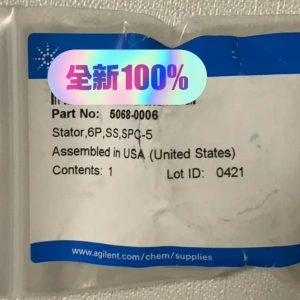 全新100%
Part No: 5068-0006
Stator,6P,SS,SPC-5
Assembled in USA (United States)
Contents: 1 Lot ID: 0421
www.agilent.com/chem/supplies